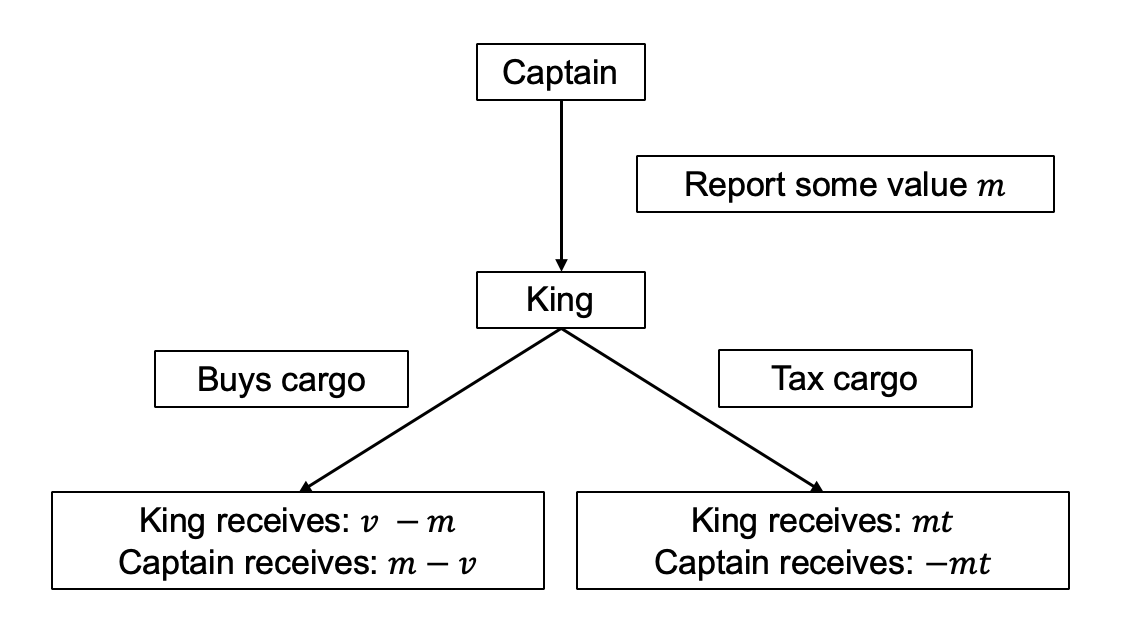 Captain
Report some value 𝑚
King
Buys cargo
Tax cargo
King receives: 𝑣 − 𝑚
Captain receives: 𝑚 − 𝑣
King receives: 𝑚𝑡
Captain receives: −𝑚𝑡